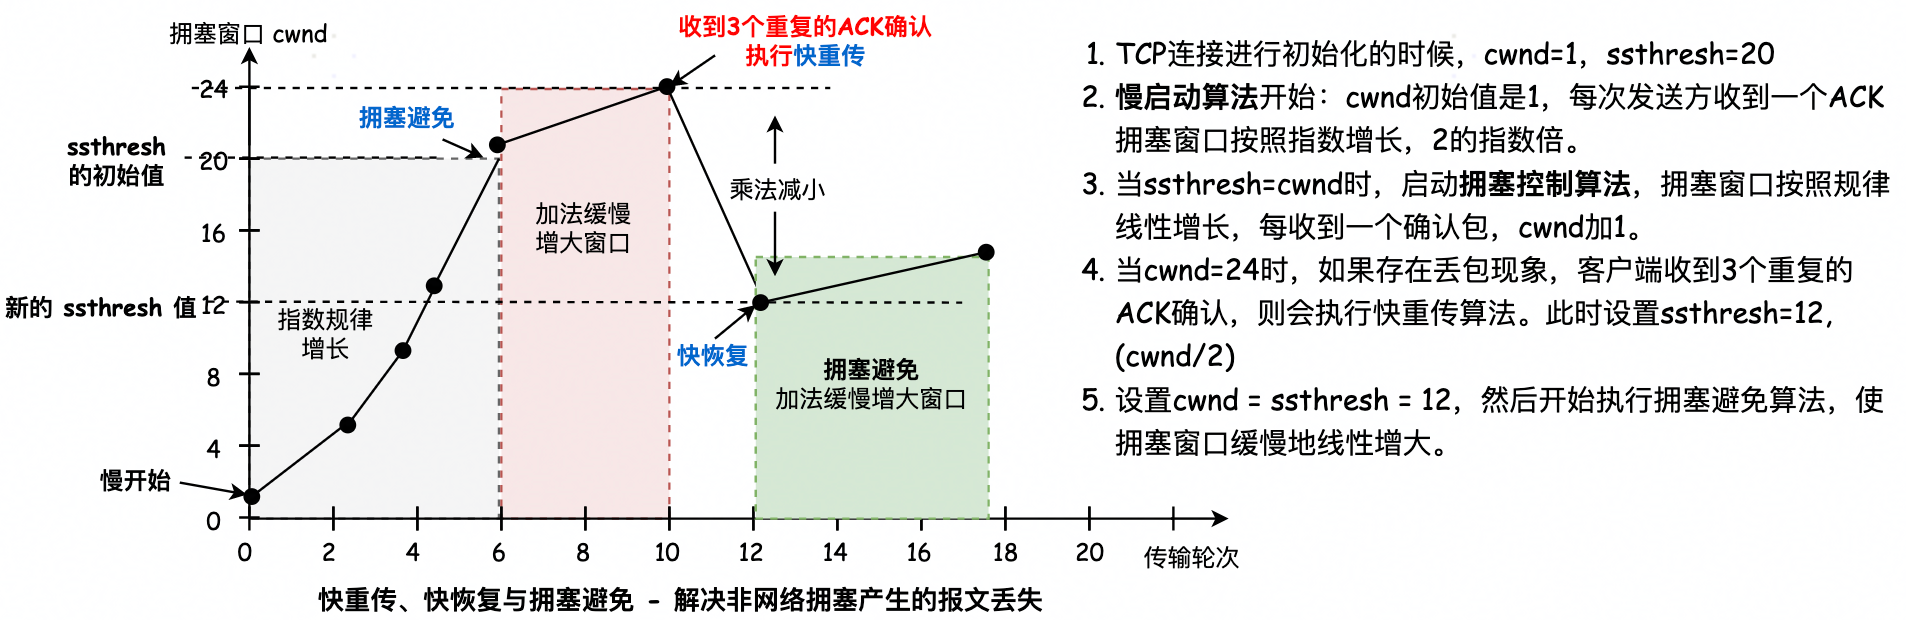 拥塞窗口 cwnd
收到3个重复的ACK确认
执行快重传
24
拥塞避免
ssthresh
的初始值
20
乘法减小
16
加法缓慢
增大窗口
新的 ssthresh 值
12
指数规律
增长
快恢复
8
拥塞避免
加法缓慢增大窗口
4
慢开始
0
0 2 4 6 8 10 12 14 16 18 20 传输轮次
快重传、快恢复与拥塞避免 - 解决非网络拥塞产生的报文丢失
1. TCP连接进行初始化的时候，cwnd=1，ssthresh=20
2. 慢启动算法开始：cwnd初始值是1，每次发送方收到一个ACK
拥塞窗口按照指数增长，2的指数倍。
3. 当ssthresh=cwnd时，启动拥塞控制算法，拥塞窗口按照规律
线性增长，每收到一个确认包，cwnd加1。
4. 当cwnd=24时，如果存在丢包现象，客户端收到3个重复的
ACK确认，则会执行快重传算法。此时设置ssthresh=12,
(cwnd/2)
5. 设置cwnd = ssthresh = 12，然后开始执行拥塞避免算法，使
拥塞窗口缓慢地线性增大。